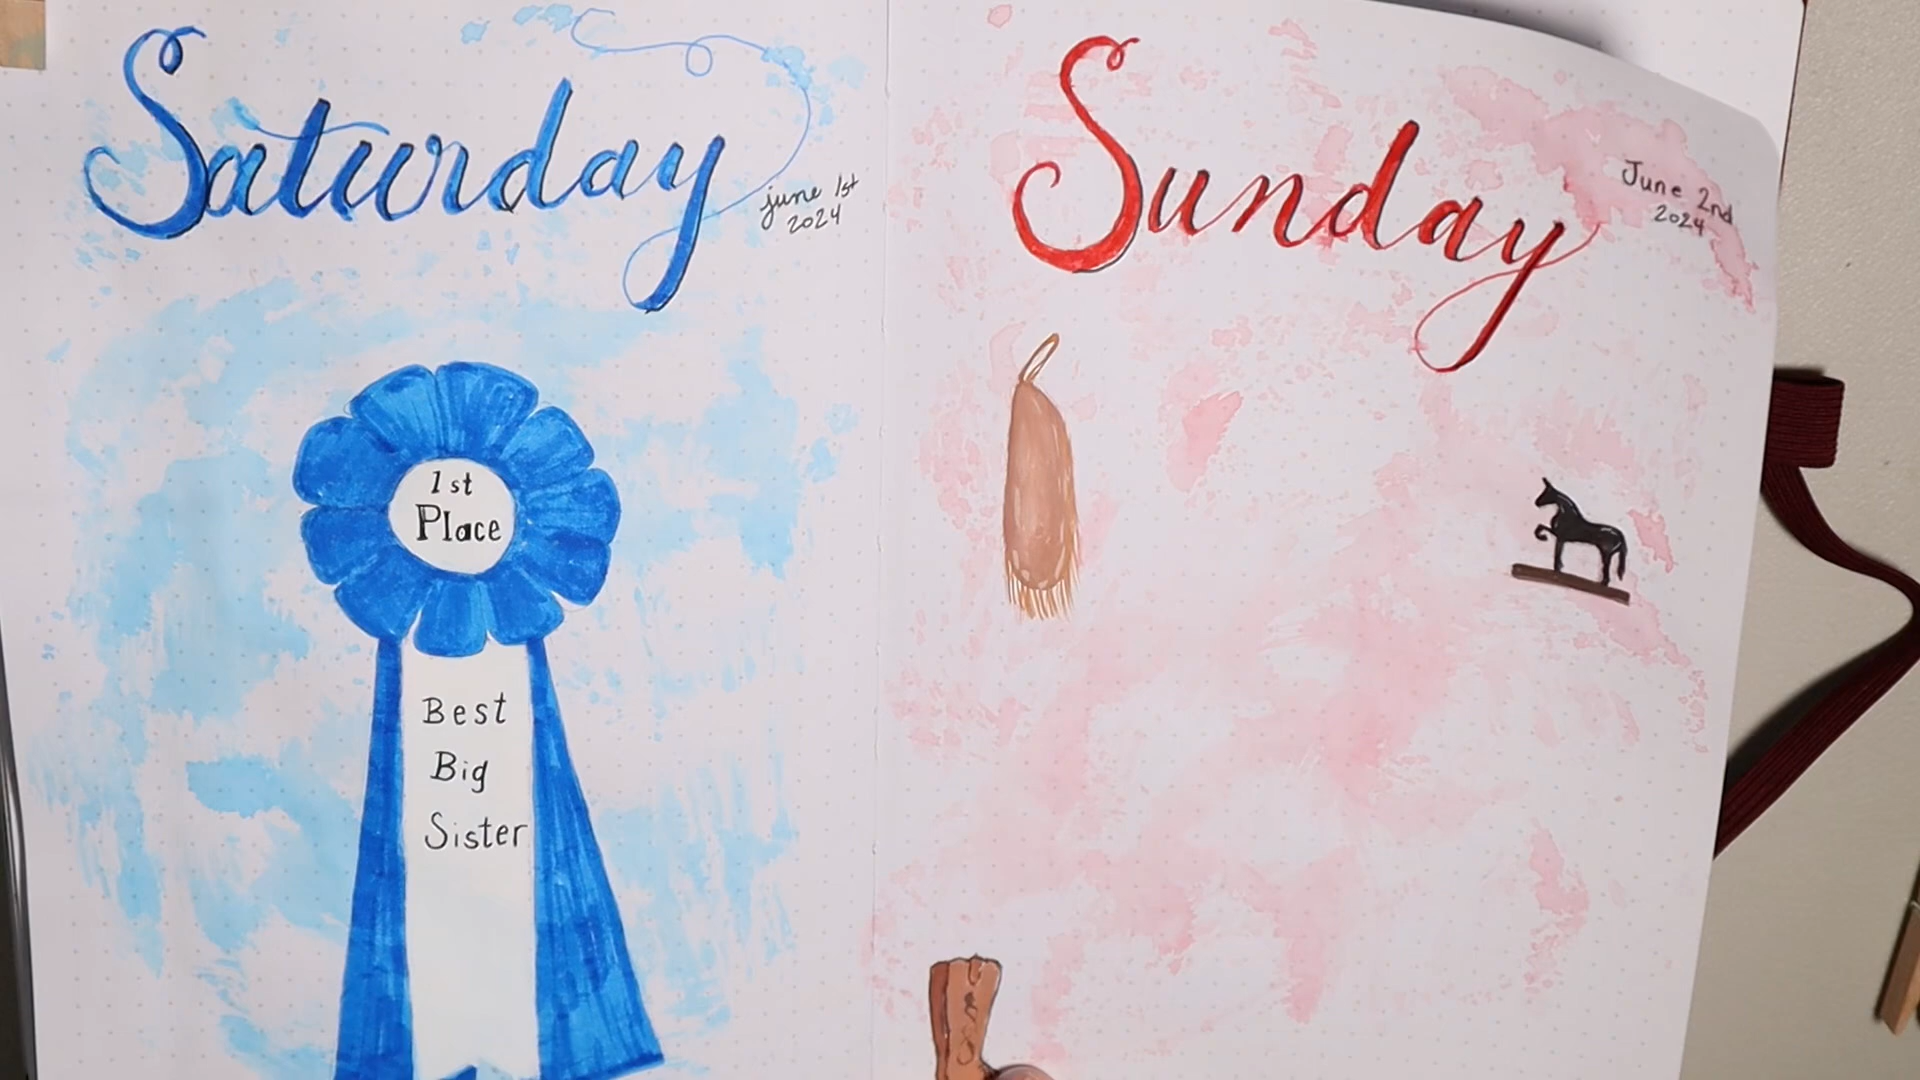 Saturday
june 1st
2024
1st
Place
Best
Big
Sister
Sunday
June 2nd
2024